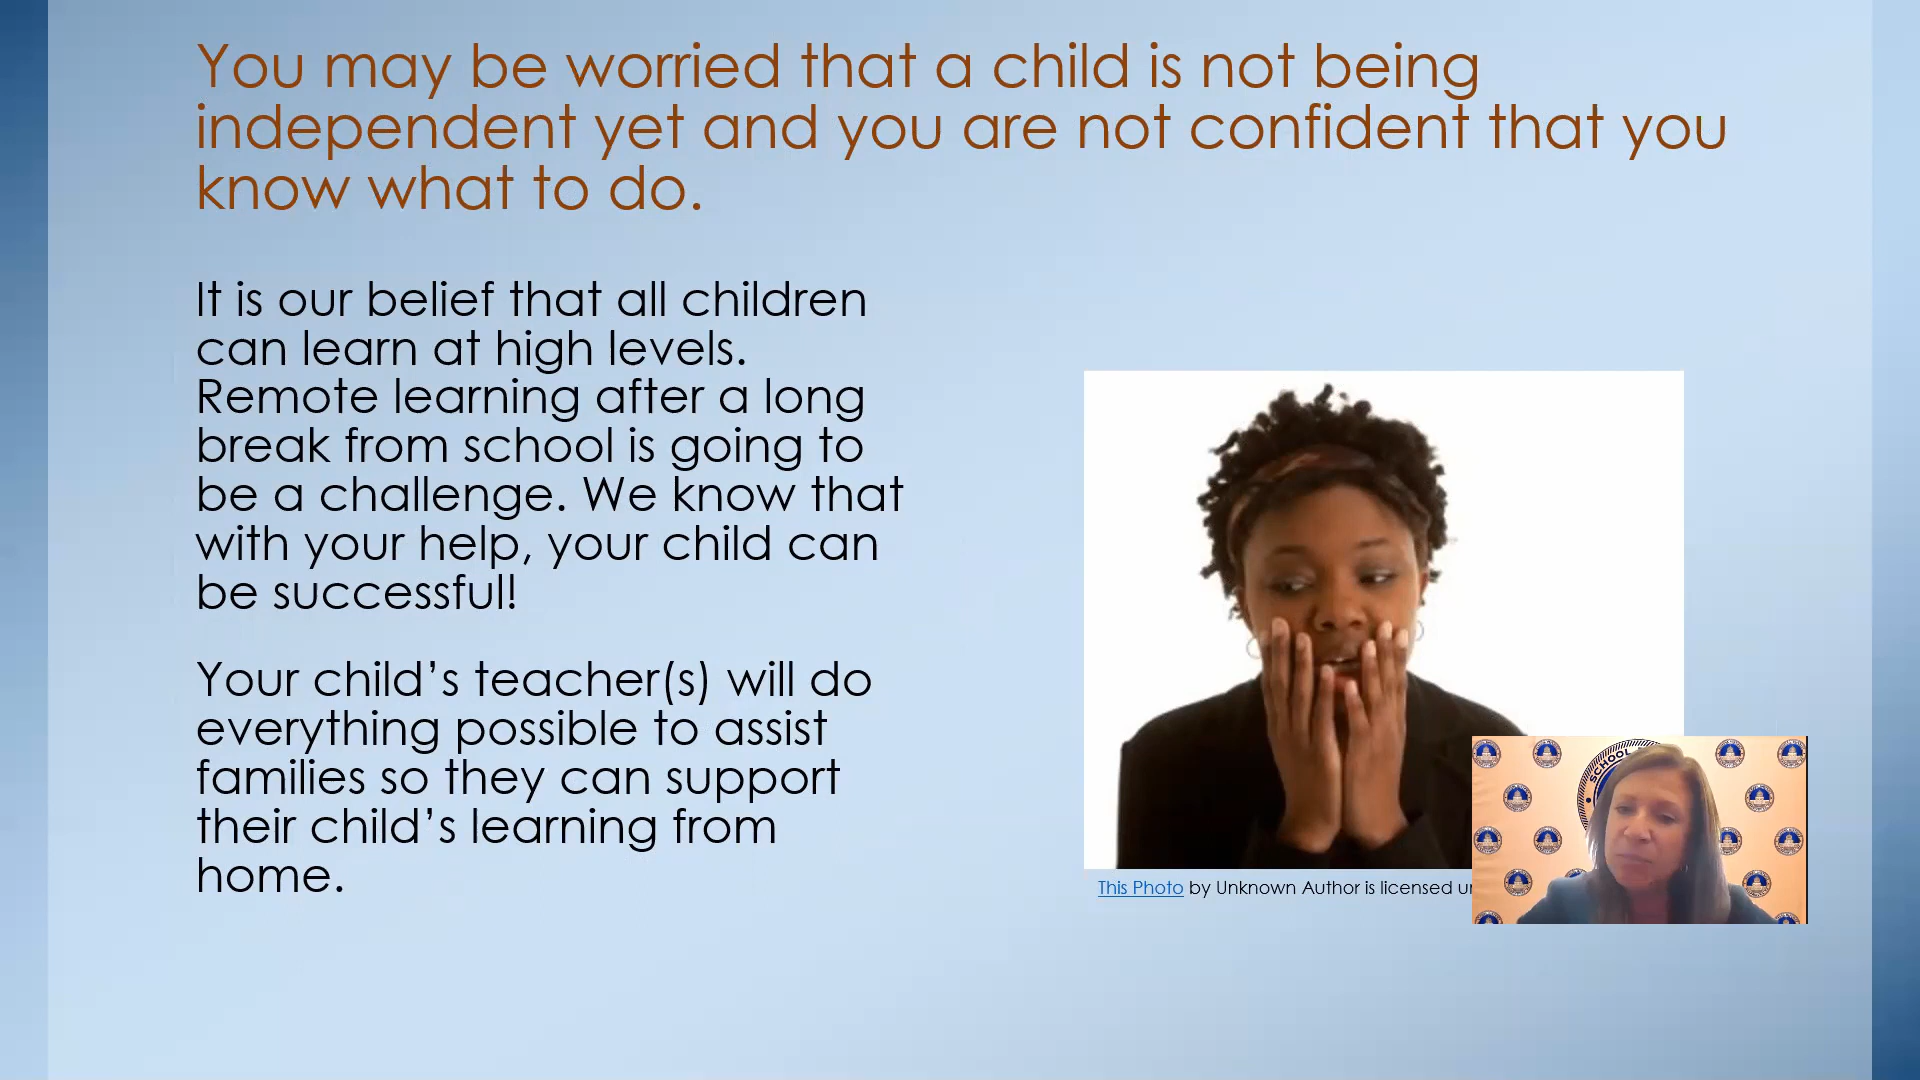 You may be worried that a child is not being
independent yet and you are not confident that you
know what to do.
It is our belief that all children
can learn at high levels.
Remote learning after a long
break from school is going to
be a challenge. We know that
with your help, your child can
be successful!
Your child’s teacher(s) will do
everything possible to assist
families so they can support
their child’s learning from
home.
This Photo by Unknown Author is licensed
SCHOOL